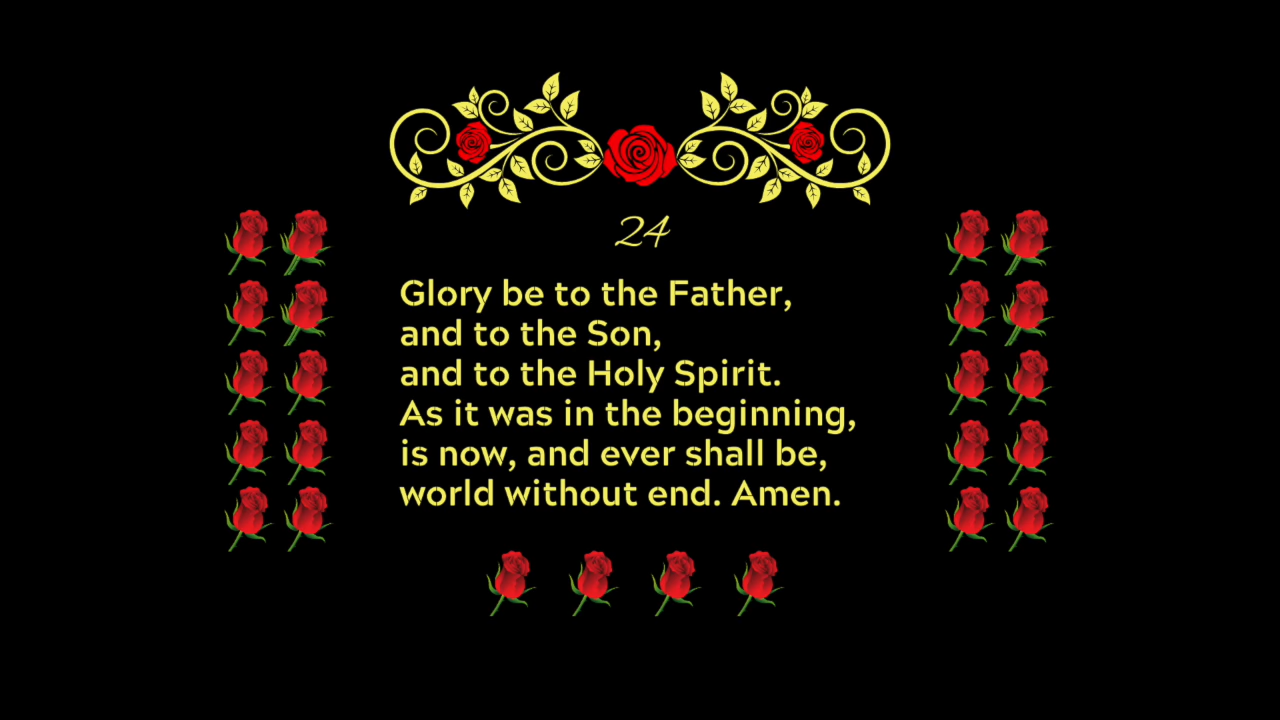 24
Glory be to the Father,
and to the Son,
and to the Holy Spirit.
As it was in the beginning,
is now, and ever shall be,
world without end. Amen.